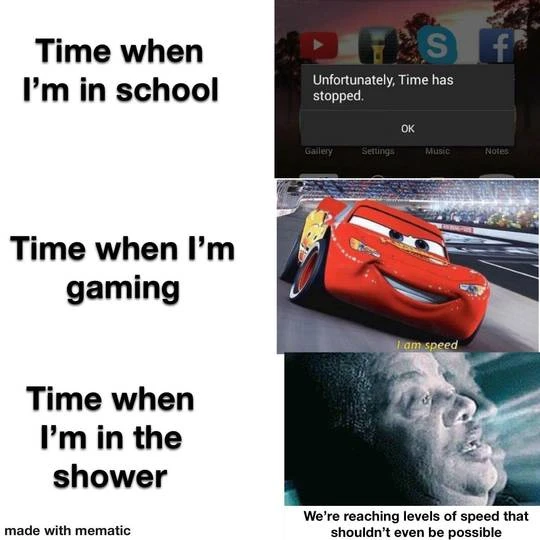 Time when
I'm in school
Unfortunately, Time has
stopped.
OK
Gallery Settings Music Notes
Time when I'm
gaming
I am speed
Time when
I'm in the
shower
We're reaching levels of speed that
shouldn't even be possible
made with mematic